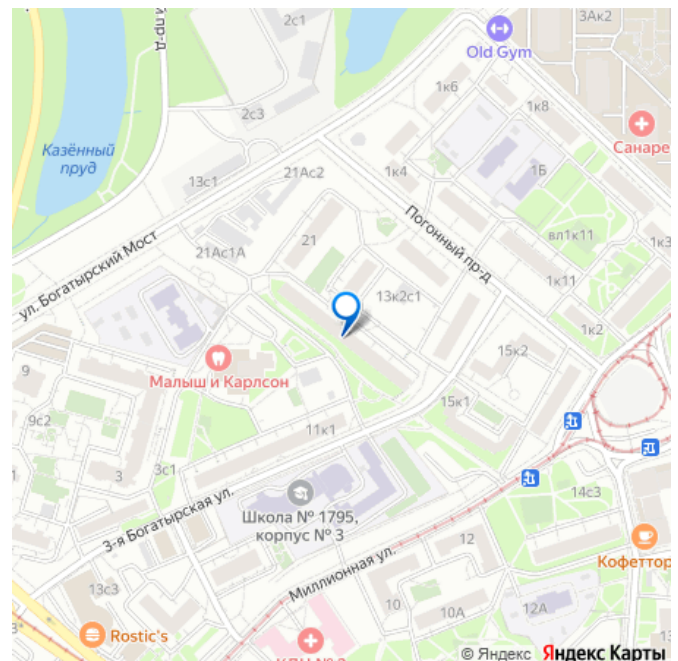 2с1
3Ак2
й пр-д
Old Gym
1к6
1к8
2с3
Санаре
Казённый
пруд
21Ас2
1к4
1Б
13с1
Погонный пр-д
вл1к11
1к3
21
21Ас1А
ул. Богатырский Мост
1к11
13к2с1
1к2
15к2
9
Малыш и Карлсон
9с2
11к1
15к1
3
3с1
14с3
Школа № 1795,
корпус № 3
3-я Богатырская ул.
12
Кофеттор
Миллионная ул.
13с3
10
10А
12А
Rostic's
© Яндекс Яндекс Карты